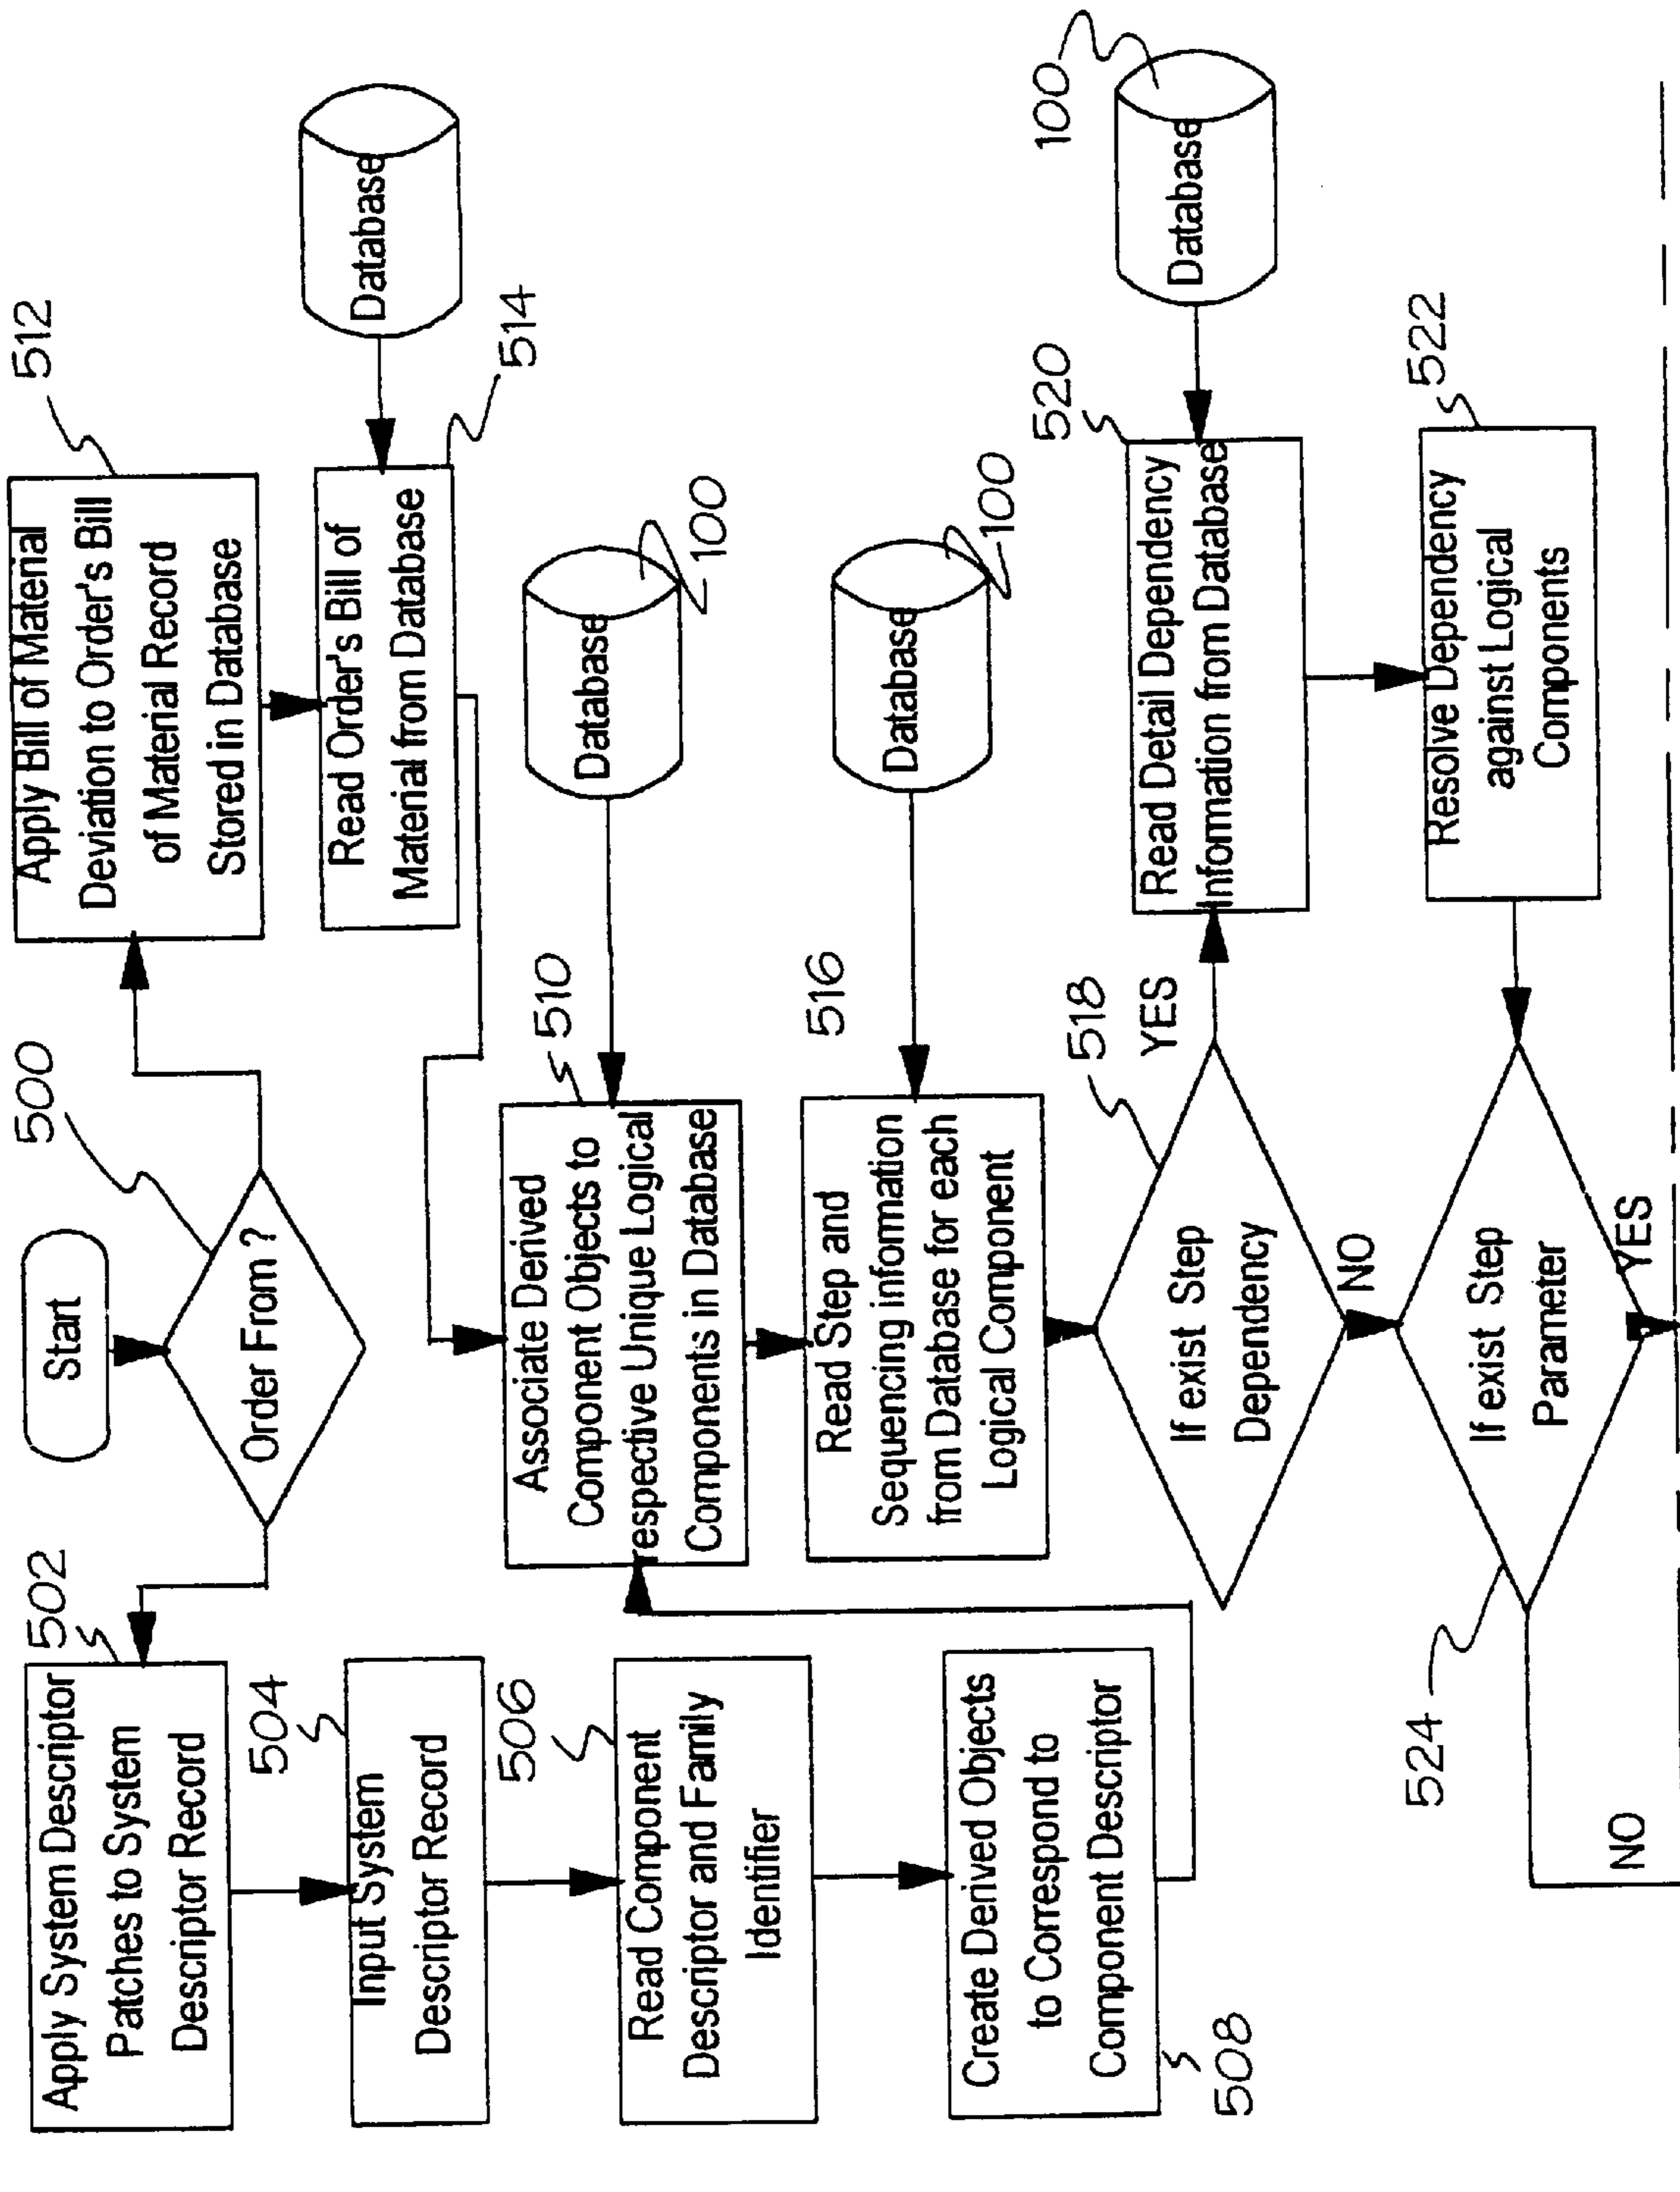 Start
500
Order From ?
502
Apply System Descriptor
Patches to System
Descriptor Record
504
Input System
Descriptor Record
506
Read Component
Descriptor and Family
Identifier
Create Derived Objects
to Correspond to
Component Descriptor
508
512
Apply Bill of Material
Deviation to Order's Bill
of Material Record
Stored in Database
Read Order's Bill of
Material from Database
514
Database
510
Associate Derived
Component Objects to
respective Unique Logical
Components in Database
Database
100
516
Read Step and
Sequencing information
from Database for each
Logical Component
Database
100
518
If exist Step
Dependency
YES
NO
520
Read Detail Dependency
Information from Database
Database
100
522
Resolve Dependency
against Logical
Components
524
If exist Step
Parameter
NO
YES